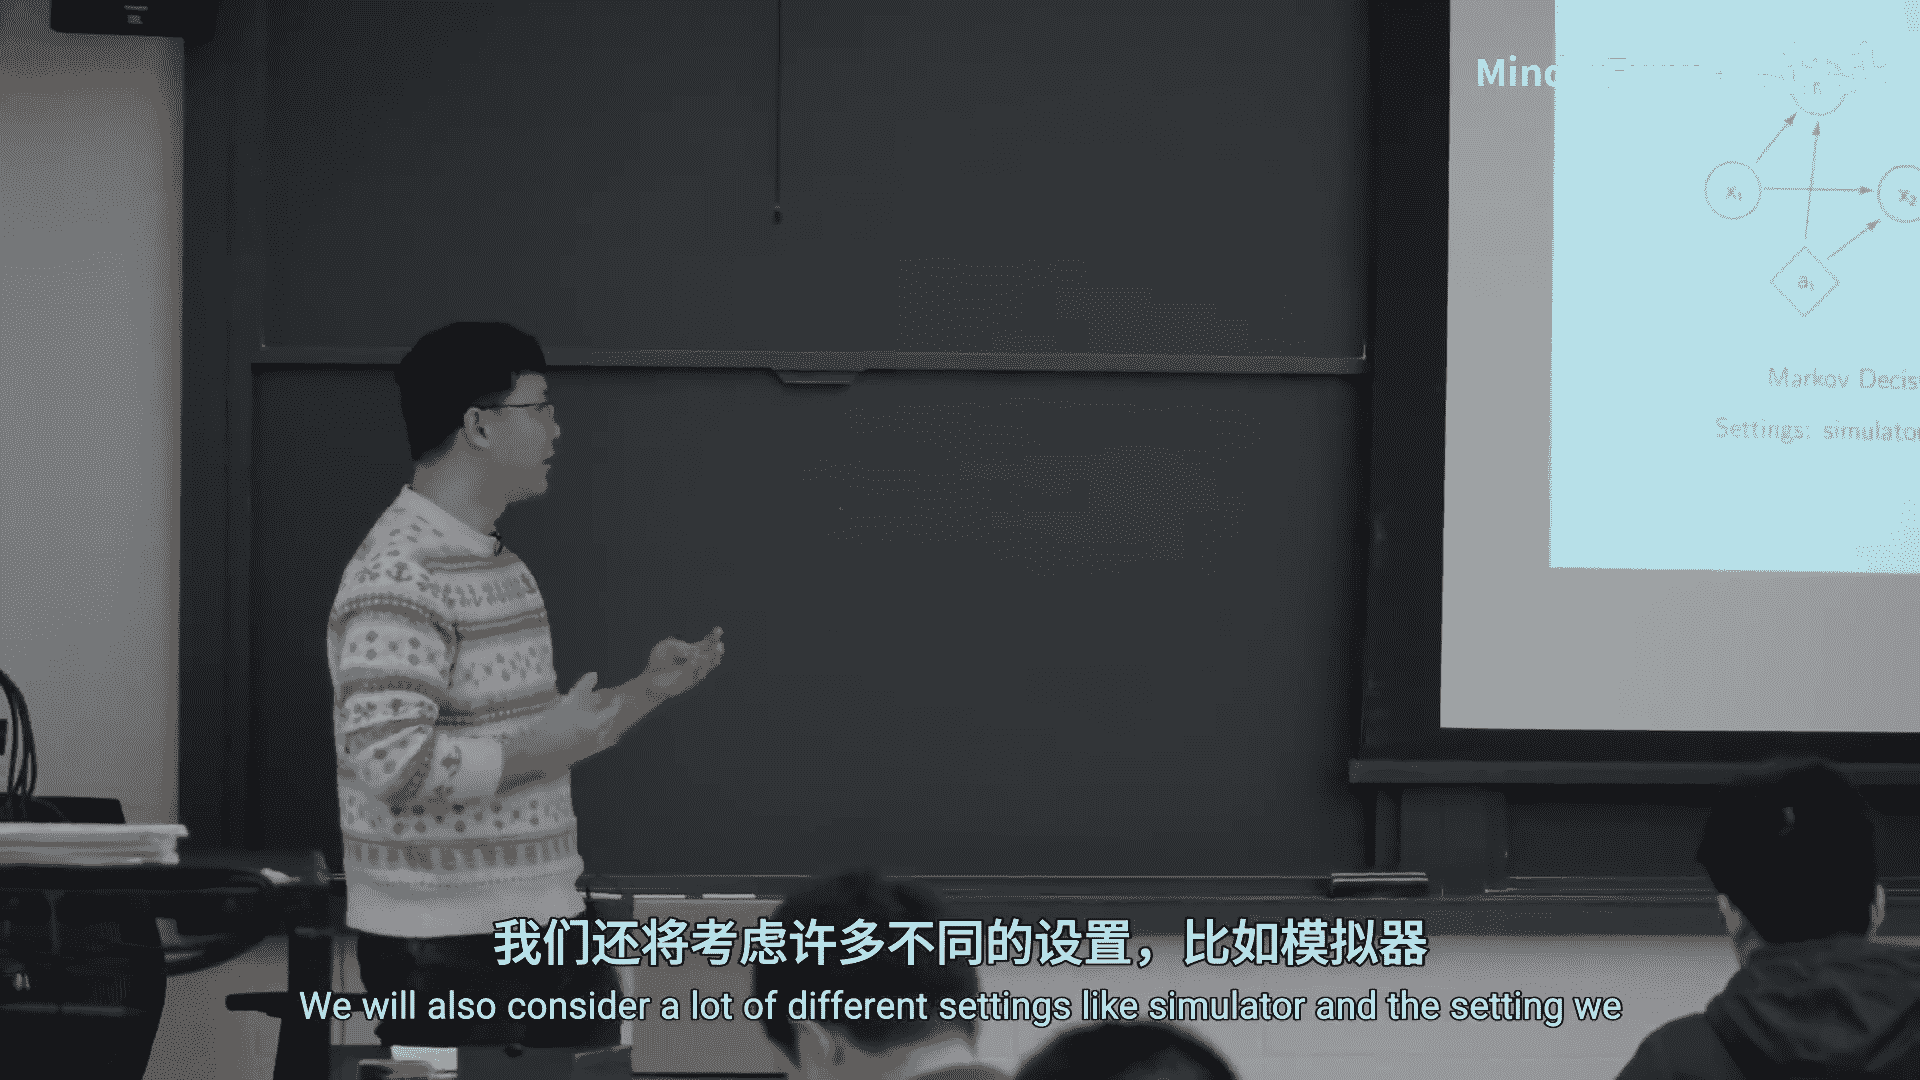 Mind
r₁
x₁
x₂
a₁
Markov Decis
Settings: simulato
我们还将考虑许多不同的设置，比如模拟器
We will also consider a lot of different settings like simulator and the setting we